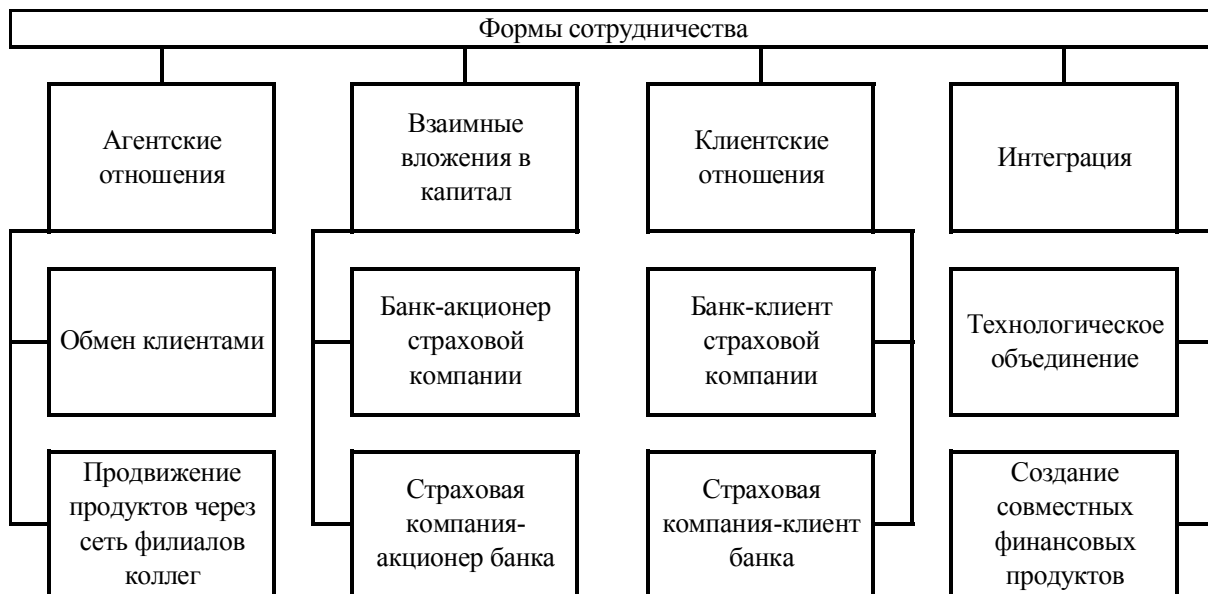 Формы сотрудничества
Агентские
отношения
Взаимные
вложения в
капитал
Клиентские
отношения
Интеграция
Обмен клиентами
Банк-акционер
страховой
компании
Банк-клиент
страховой
компании
Технологическое
объединение
Продвижение
продуктов через
сеть филиалов
коллег
Страховая
компания-
акционер банка
Страховая
компания-клиент
банка
Создание
совместных
финансовых
продуктов